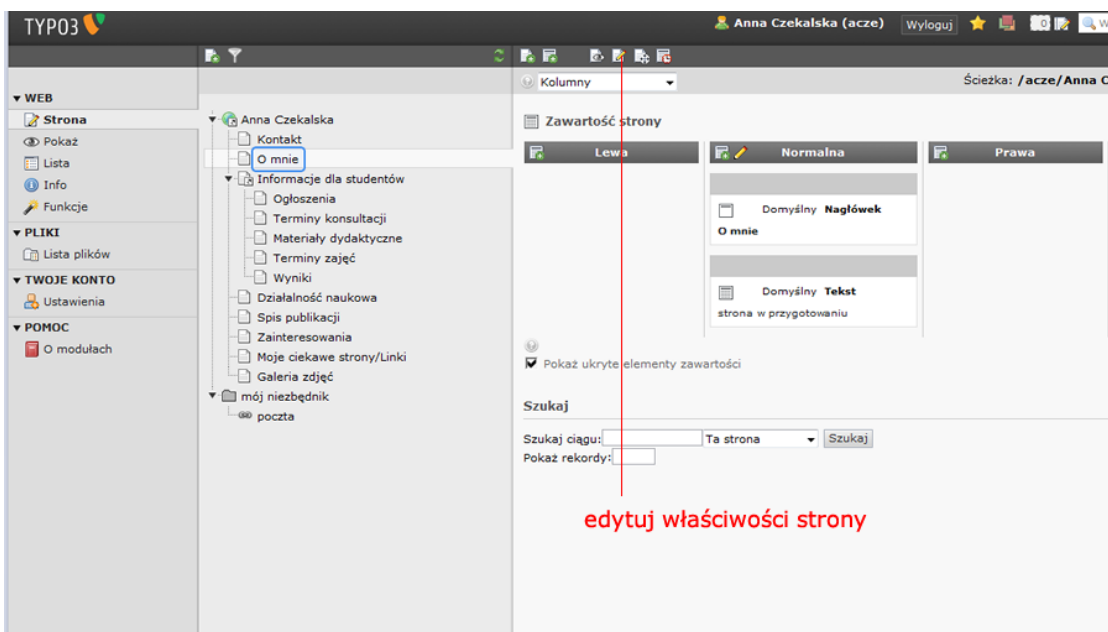 TYPO3
Anna Czekalska (acze)
Wyloguj
0
Kolumny
Ścieżka: /acze/Anna C
WEB
Strona
Pokaż
Lista
Info
Funkcje
PLIKI
Lista plików
TWOJE KONTO
Ustawienia
POMOC
O modułach
Anna Czekalska
Kontakt
O mnie
Informacje dla studentów
Ogłoszenia
Terminy konsultacji
Materiały dydaktyczne
Terminy zajęć
Wyniki
Działalność naukowa
Spis publikacji
Zainteresowania
Moje ciekawe strony/Linki
Galeria zdjęć
mój niezbędnik
poczta
Zawartość strony
Lewa
Normalna
Prawa
Domyślny Nagłówek
O mnie
Domyślny Tekst
strona w przygotowaniu
Pokaż ukryte elementy zawartości
Szukaj
Szukaj ciągu:
Ta strona
Szukaj
Pokaż rekordy:
edytuj właściwości strony